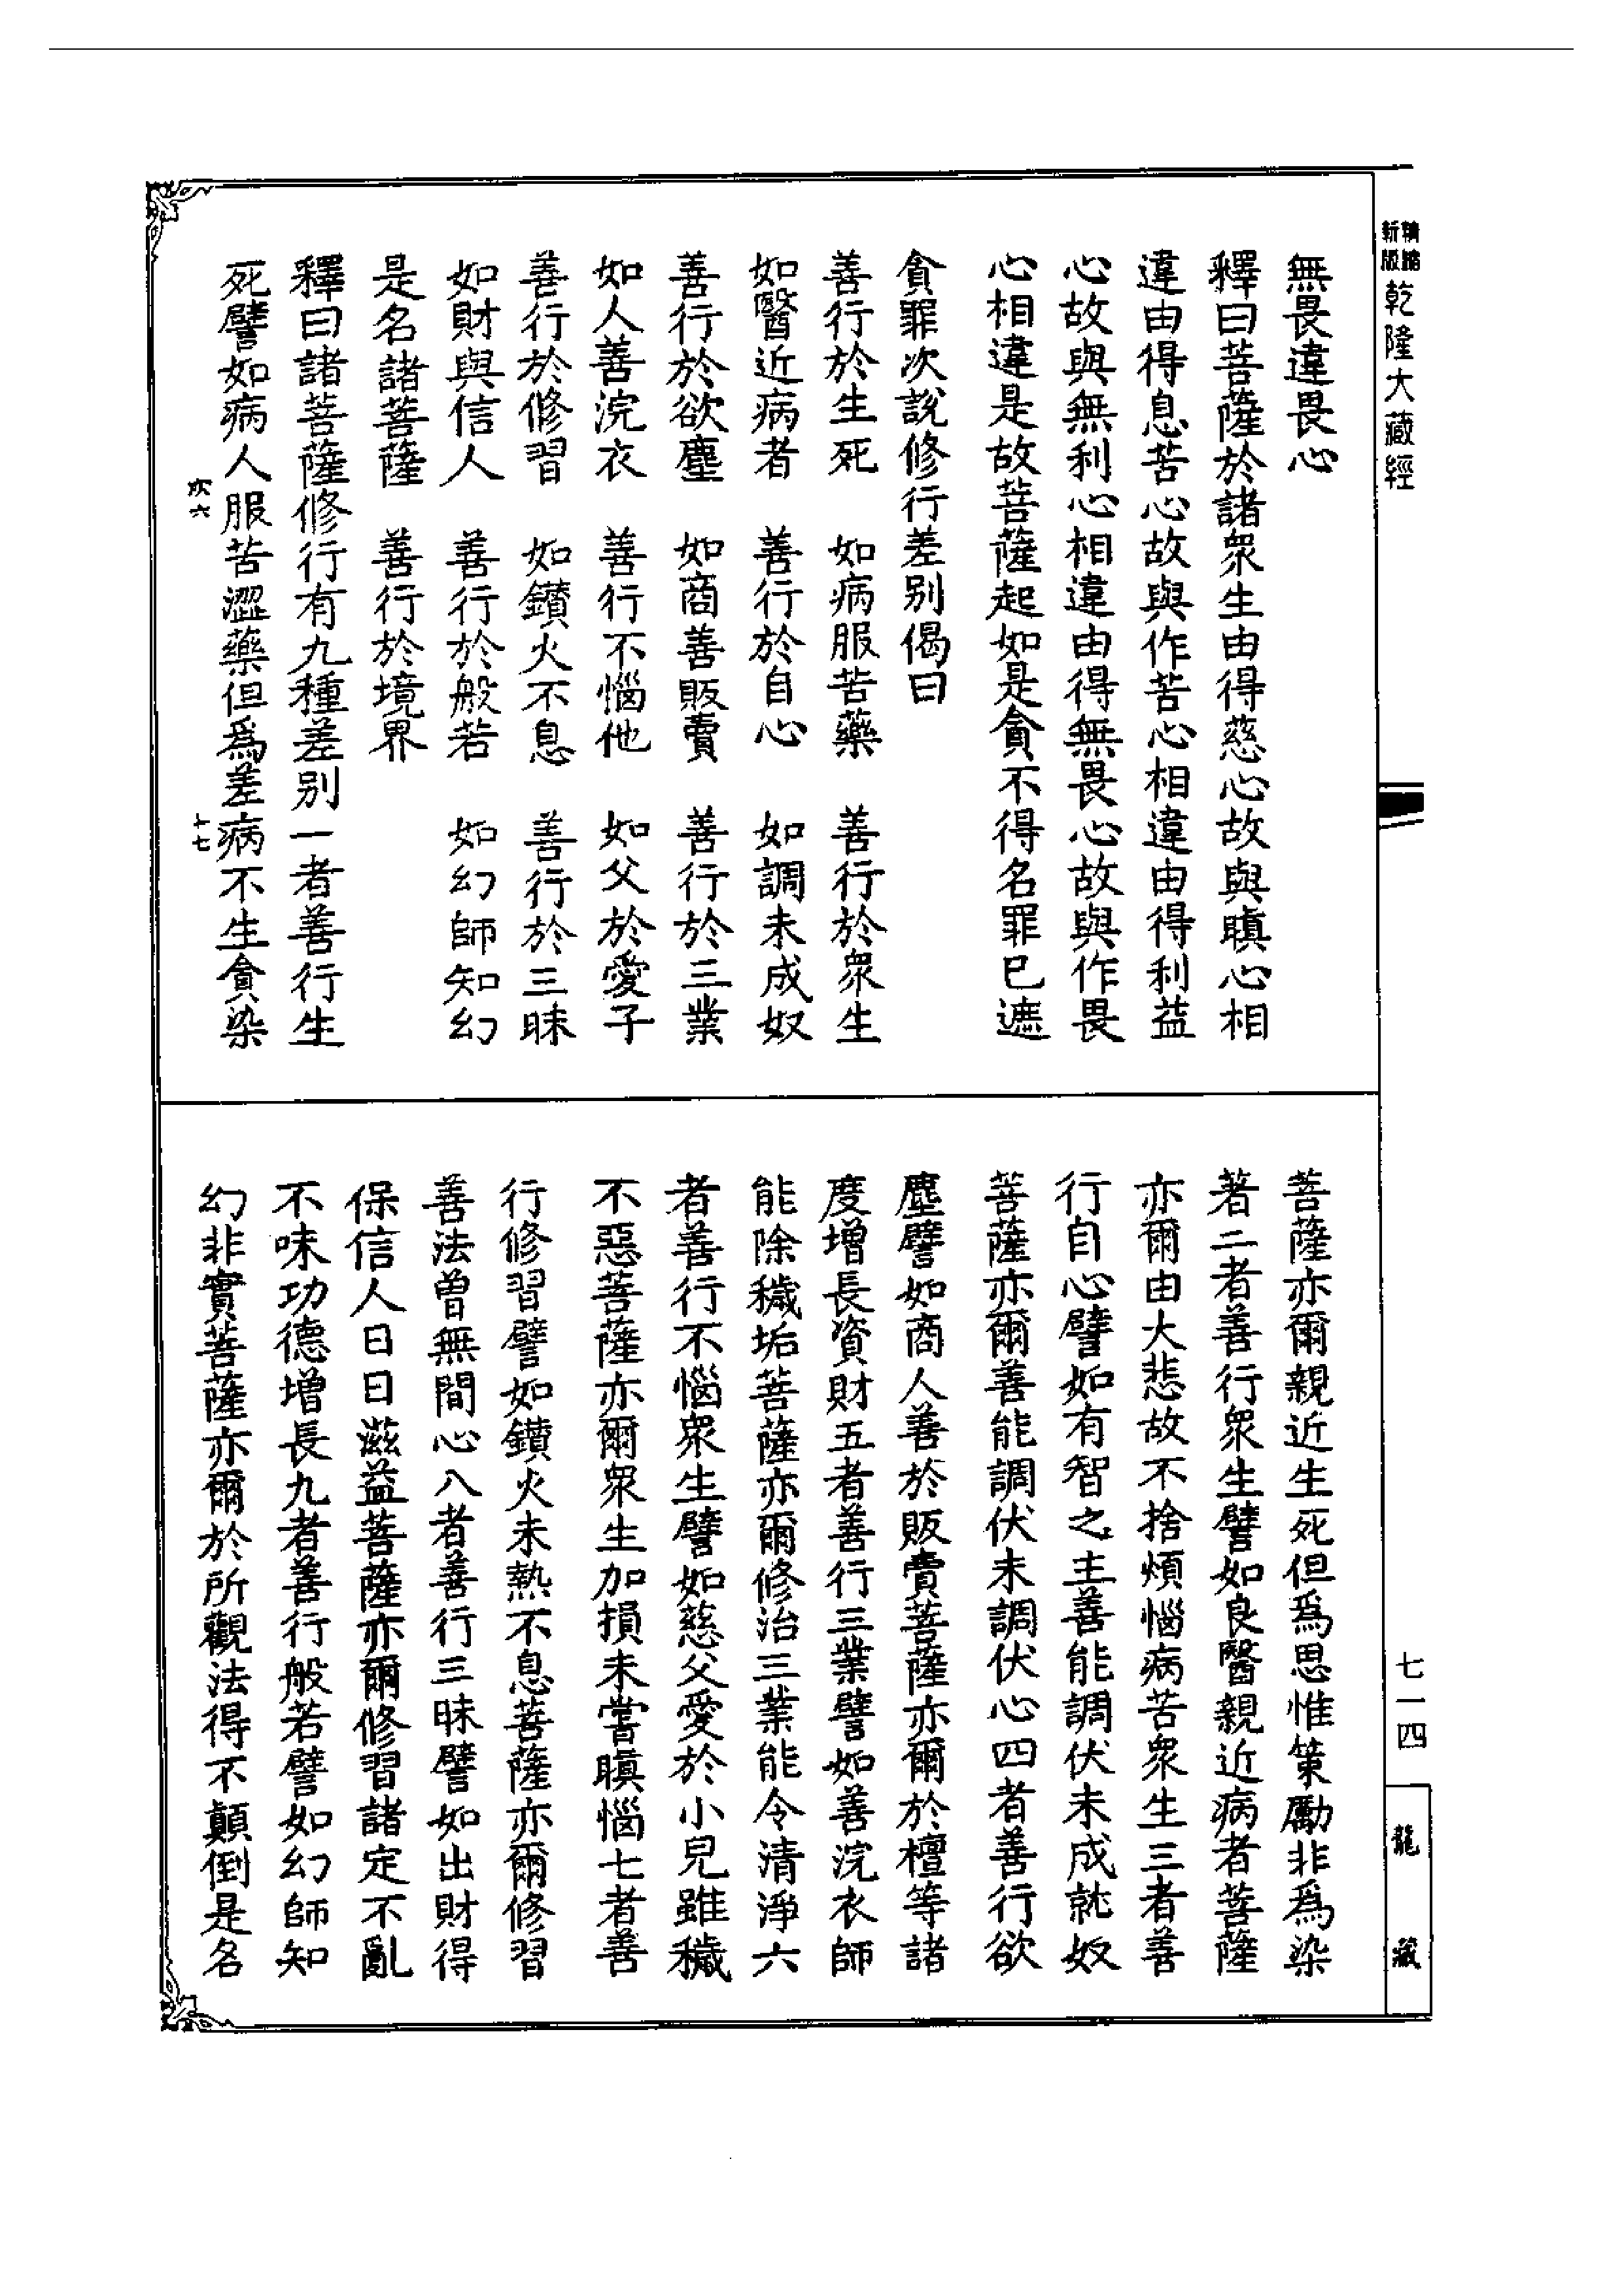 新版 精縮 乾隆大藏經
無畏違畏心
釋曰菩薩於諸眾生由得慈心故與瞋心相
違由得息苦心故與作苦心相違由得利益
心故與無利心相違由得無畏心故與作畏
心相違是故菩薩起如是貪不得名罪已遮
貪罪次說修行差別偈曰
善行於生死 如病服苦藥 善行於眾生
如醫近病者 善行於自心 如調未成奴
善行於欲塵 如商善販賣 善行於三業
如人善浣衣 善行不惱他 如父於愛子
善行於修習 如鑽火不息 善行於三昧
如財與信人 善行於般若 如幻師知幻
是名諸菩薩 善行於境界
釋曰諸菩薩修行有九種差別一者善行生
死譬如病人服苦澀藥但為差病不生貪染
次六 十七
菩薩亦爾親近生死但為思惟策勵非為染
著二者善行眾生譬如良醫親近病者菩薩
亦爾由大悲故不捨煩惱病苦眾生三者善
行自心譬如有智之主善能調伏未成就奴
菩薩亦爾善能調伏未調伏心四者善行欲
塵譬如商人善於販賣菩薩亦爾於檀等諸
度增長資財五者善行三業譬如善浣衣師
能除穢垢菩薩亦爾修治三業能令清淨六
者善行不惱眾生譬如慈父愛於小兒雖穢
不惡菩薩亦爾眾生加損未嘗瞋惱七者善
行修習譬如鑽火未熱不息菩薩亦爾修習
善法曾無間心八者善行三昧譬如出財得
保信人日日滋益菩薩亦爾修習諸定不亂
不味功德增長九者善行般若譬如幻師知
幻非實菩薩亦爾於所觀法得不顛倒是名
七一四
龍藏